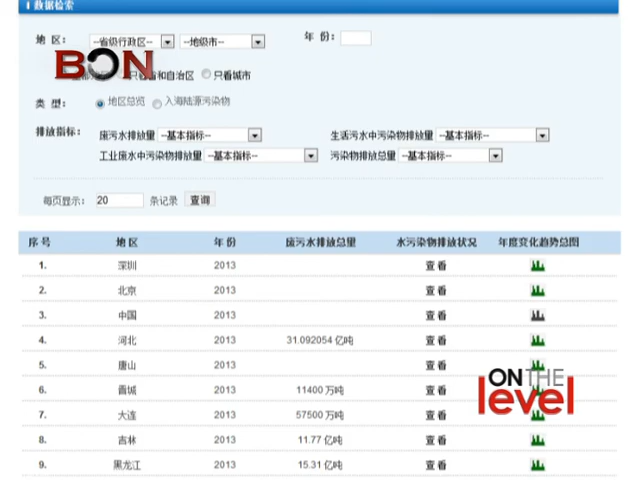 数据检索
地 区: --省级行政区-- --地级市-- 年 份:
BON
只看省和自治区 只看城市
类 型: 地区总览 入海陆源污染物
排放指标: 废污水排放量 --基本指标-- 生活污水中污染物排放量 --基本指标--
工业废水中污染物排放量 --基本指标-- 污染物排放总量 --基本指标--
每页显示: 20 条记录 查询
序 号 地 区 年 份 废污水排放总量 水污染物排放状况 年度变化趋势总图
1. 深圳 2013 查 看
2. 北京 2013 查 看
3. 中国 2013 查 看
4. 河北 2013 31.092054 亿吨 查 看
5. 唐山 2013 查 看
ON THE
6. 晋城 2013 11400 万吨 查 看
level
7. 大连 2013 57500 万吨 查 看
8. 吉林 2013 11.77 亿吨 查 看
9. 黑龙江 2013 15.31 亿吨 查 看